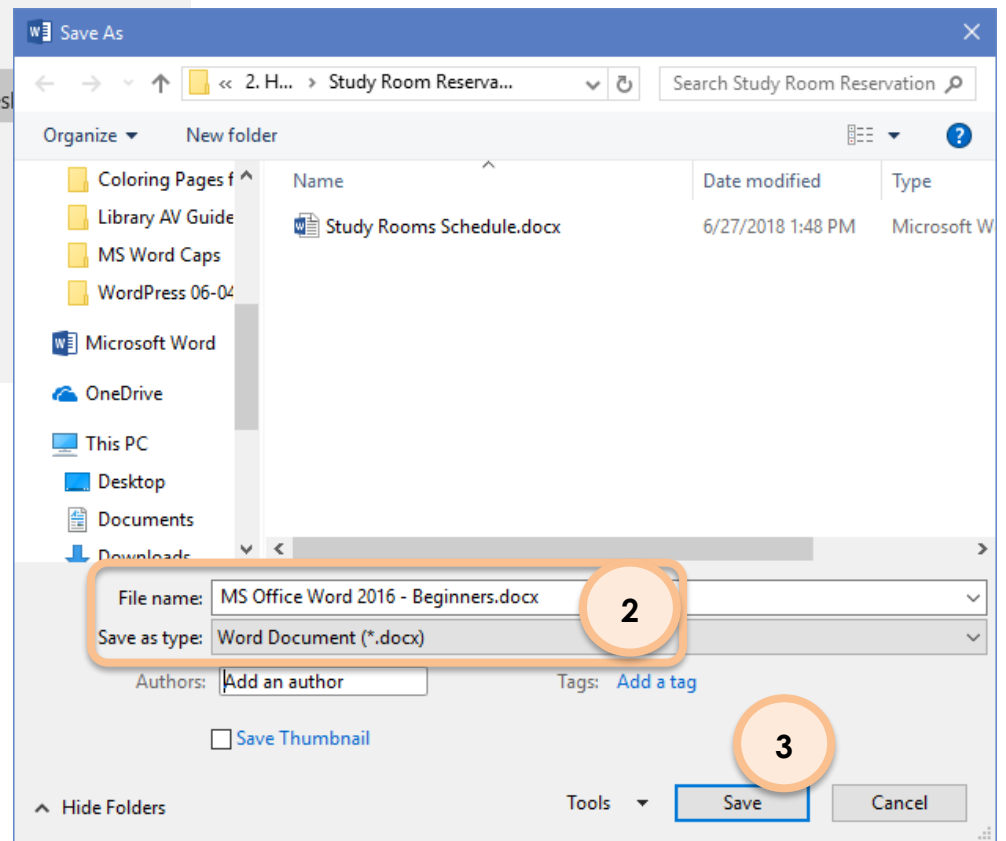 Save As
« 2. H... › Study Room Reserva...
Search Study Room Reservation
Organize
New folder
Name
Date modified
Type
Coloring Pages f
Library AV Guide
MS Word Caps
WordPress 06-04
Microsoft Word
OneDrive
This PC
Desktop
Documents
Downloads
Study Rooms Schedule.docx
6/27/2018 1:48 PM
Microsoft W
File name: MS Office Word 2016 - Beginners.docx
2
Save as type: Word Document (*.docx)
Authors: Add an author
Tags: Add a tag
Save Thumbnail
3
Hide Folders
Tools
Save
Cancel